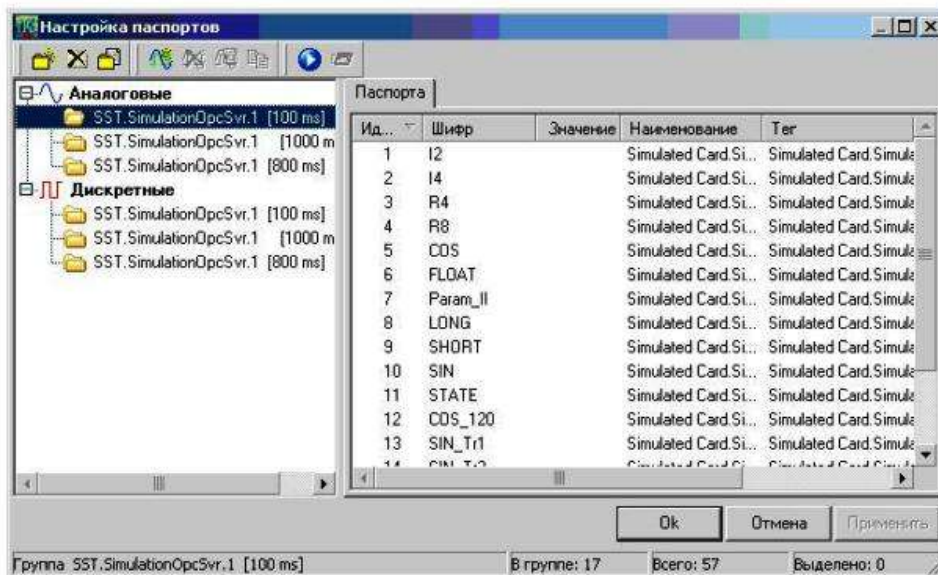 Настройка паспортов
Аналоговые
SST.SimulationOpcSvr.1 [100 ms]
SST.SimulationOpcSvr.1 [1000 m
SST.SimulationOpcSvr.1 [800 ms]
Дискретные
SST.SimulationOpcSvr.1 [100 ms]
SST.SimulationOpcSvr.1 [1000 m
SST.SimulationOpcSvr.1 [800 ms]
Паспорта
Ид... Шифр Значение Наименование Тег
1 I2 Simulated Card.Si... Simulated Card.Simula
2 I4 Simulated Card.Si... Simulated Card.Simula
3 R4 Simulated Card.Si... Simulated Card.Simula
4 R8 Simulated Card.Si... Simulated Card.Simula
5 COS Simulated Card.Si... Simulated Card.Simula
6 FLOAT Simulated Card.Si... Simulated Card.Simula
7 Param_II Simulated Card.Si... Simulated Card.Simula
8 LONG Simulated Card.Si... Simulated Card.Simula
9 SHORT Simulated Card.Si... Simulated Card.Simula
10 SIN Simulated Card.Si... Simulated Card.Simula
11 STATE Simulated Card.Si... Simulated Card.Simula
12 COS_120 Simulated Card.Si... Simulated Card.Simula
13 SIN_Tr1 Simulated Card.Si... Simulated Card.Simula
14 SIN_Tr2 Simulated Card.Si... Simulated Card.Simula
Ok Отмена Применить
Группа SST.SimulationOpcSvr.1 [100 ms] В группе: 17 Всего: 57 Выделено: 0